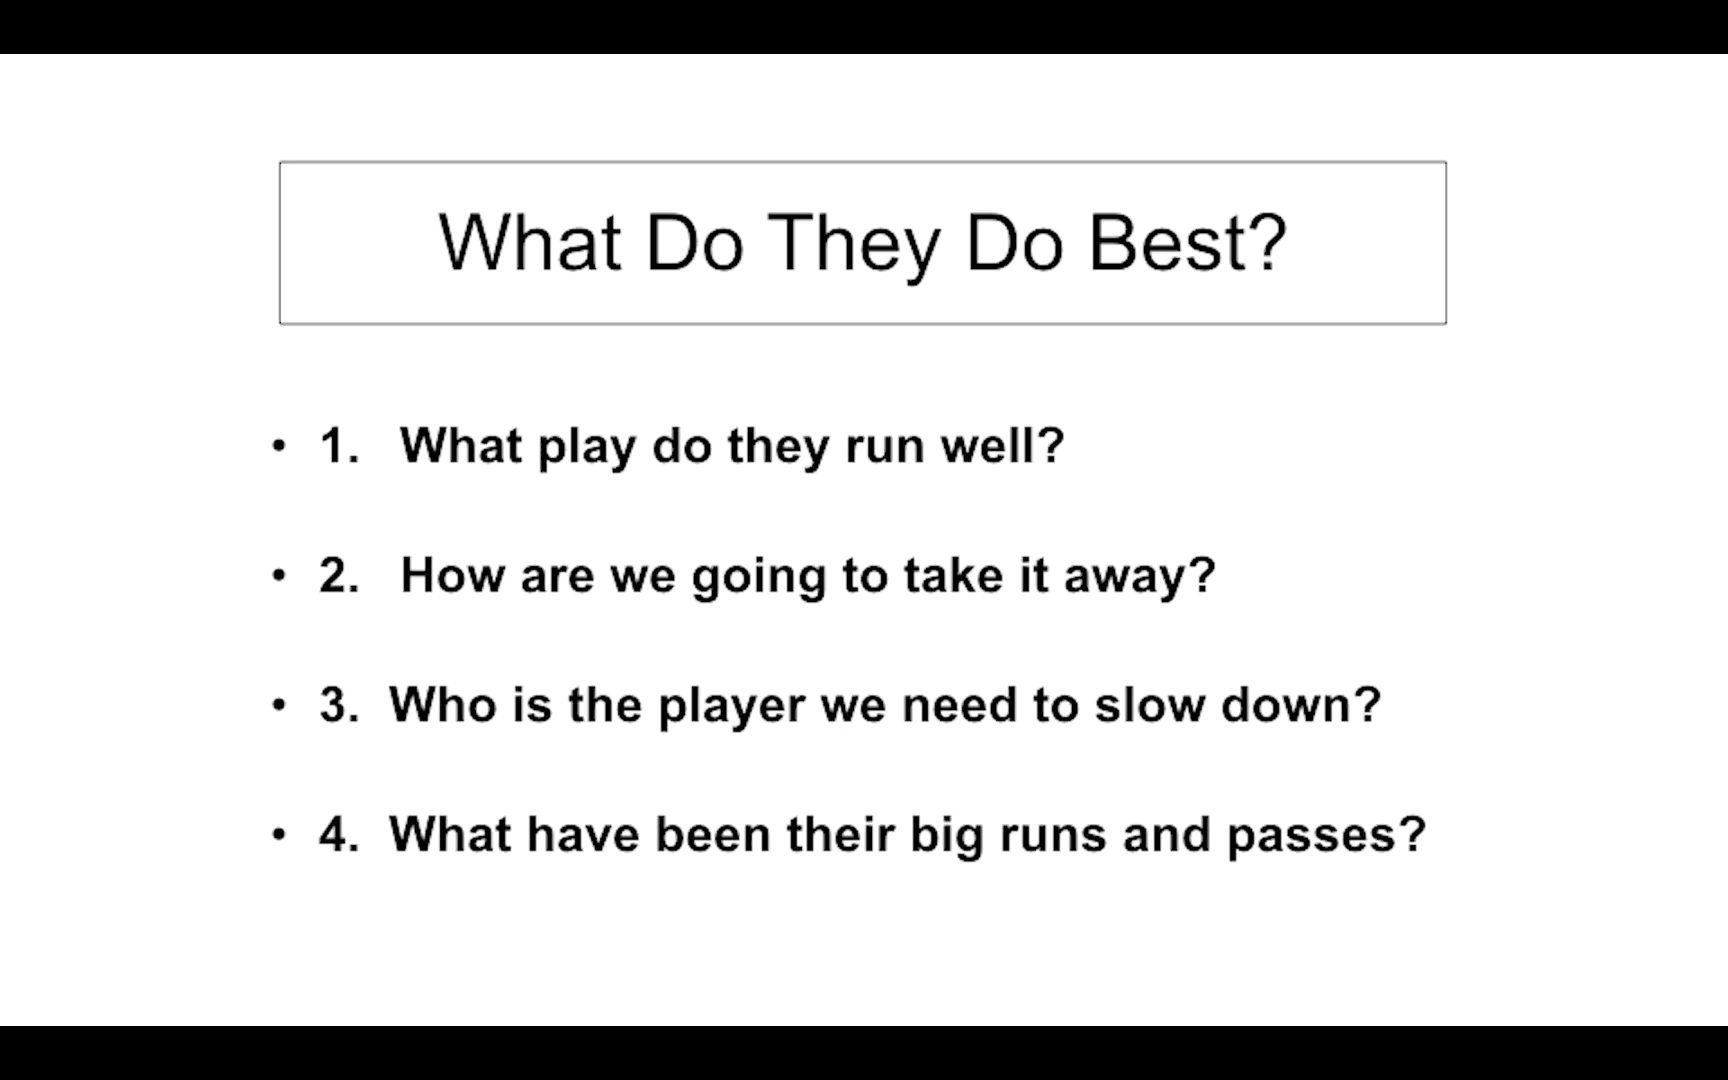 What Do They Do Best?
• 1. What play do they run well?
• 2. How are we going to take it away?
• 3. Who is the player we need to slow down?
• 4. What have been their big runs and passes?